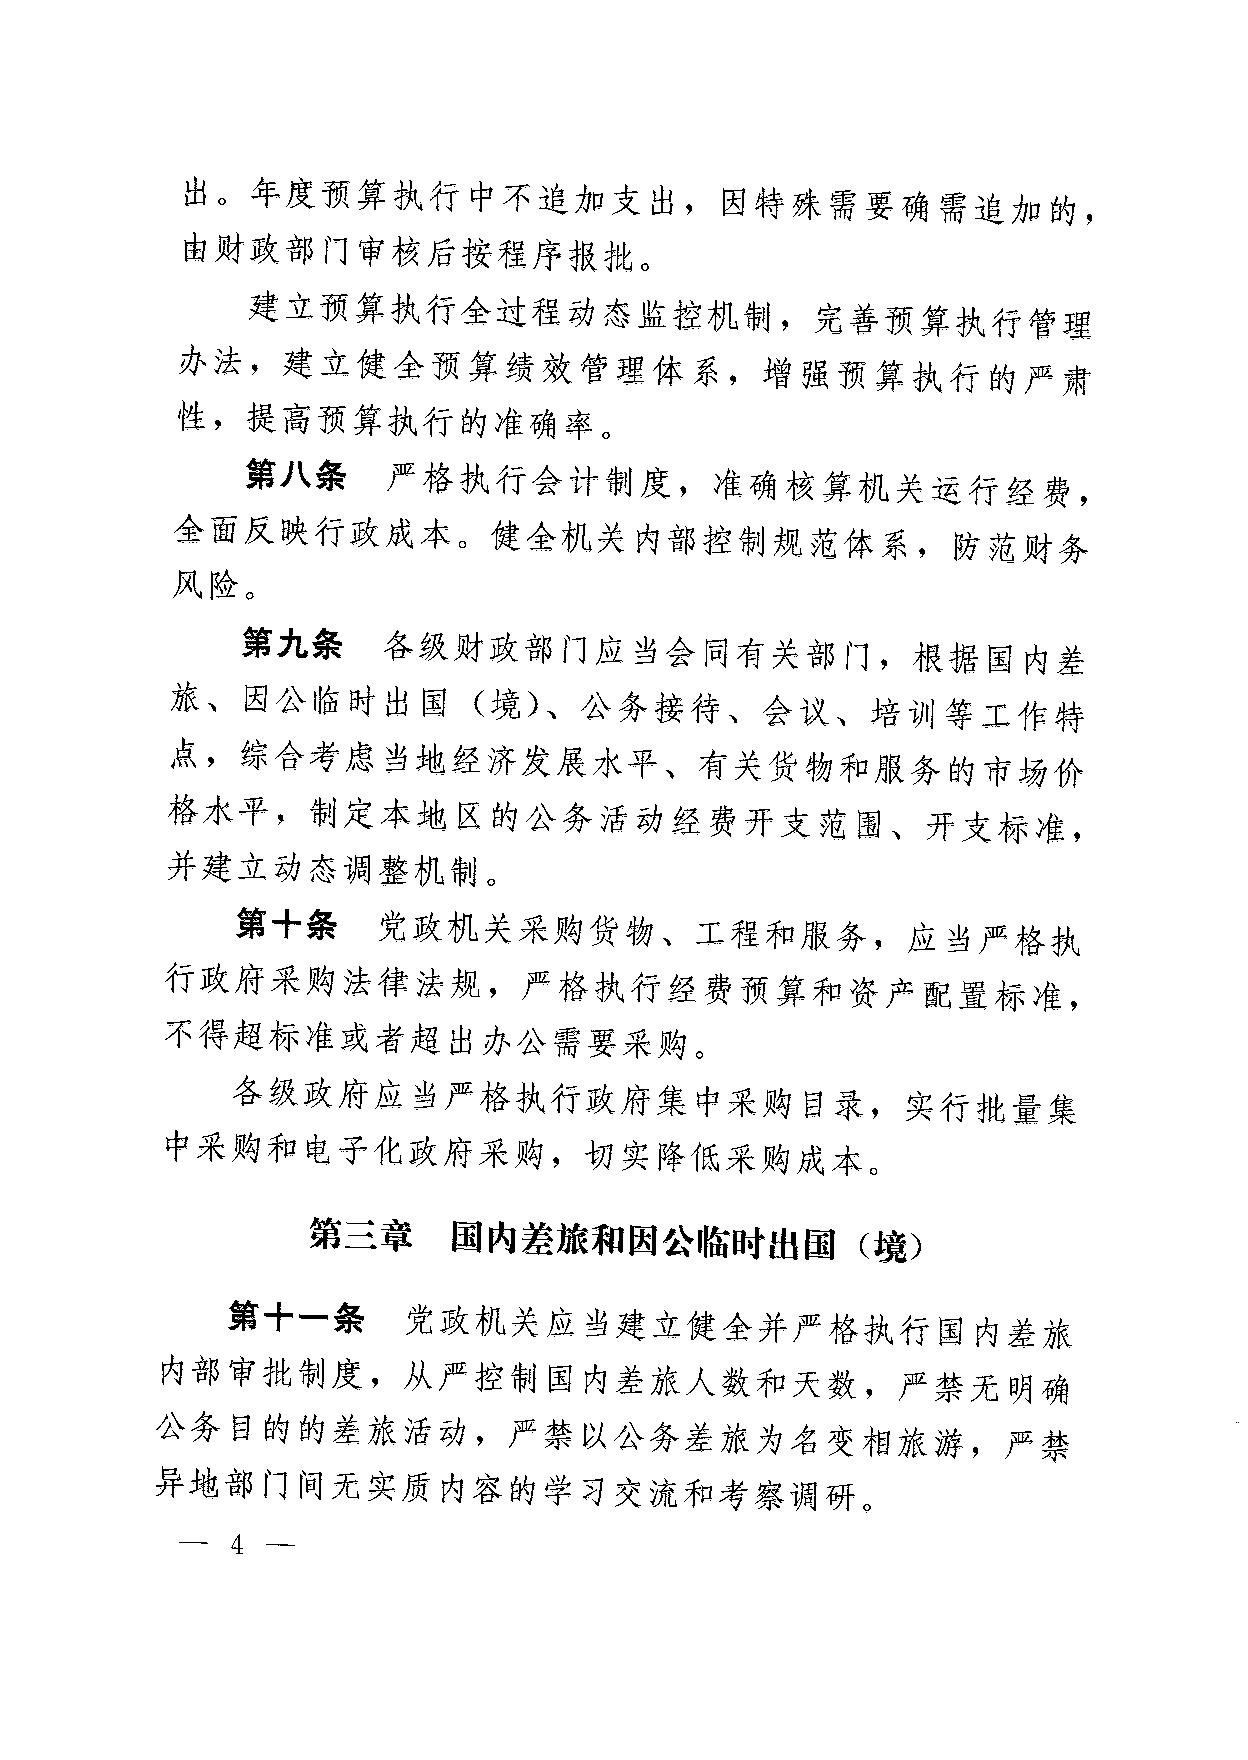 出。年度预算执行中不追加支出，因特殊需要确需追加的，
由财政部门审核后按程序报批。
建立预算执行全过程动态监控机制，完善预算执行管理
办法，建立健全预算绩效管理体系，增强预算执行的严肃
性，提高预算执行的准确率。
第八条　严格执行会计制度，准确核算机关运行经费，
全面反映行政成本。健全机关内部控制规范体系，防范财务
风险。
第九条　各级财政部门应当会同有关部门，根据国内差
旅、因公临时出国（境）、公务接待、会议、培训等工作特
点，综合考虑当地经济发展水平、有关货物和服务的市场价
格水平，制定本地区的公务活动经费开支范围、开支标准，
并建立动态调整机制。
第十条　党政机关采购货物、工程和服务，应当严格执
行政府采购法律法规，严格执行经费预算和资产配置标准，
不得超标准或者超出办公需要采购。
各级政府应当严格执行政府集中采购目录，实行批量集
中采购和电子化政府采购，切实降低采购成本。
第三章　国内差旅和因公临时出国（境）
第十一条　党政机关应当建立健全并严格执行国内差旅
内部审批制度，从严控制国内差旅人数和天数，严禁无明确
公务目的的差旅活动，严禁以公务差旅为名变相旅游，严禁
异地部门间无实质内容的学习交流和考察调研。
— 4 —